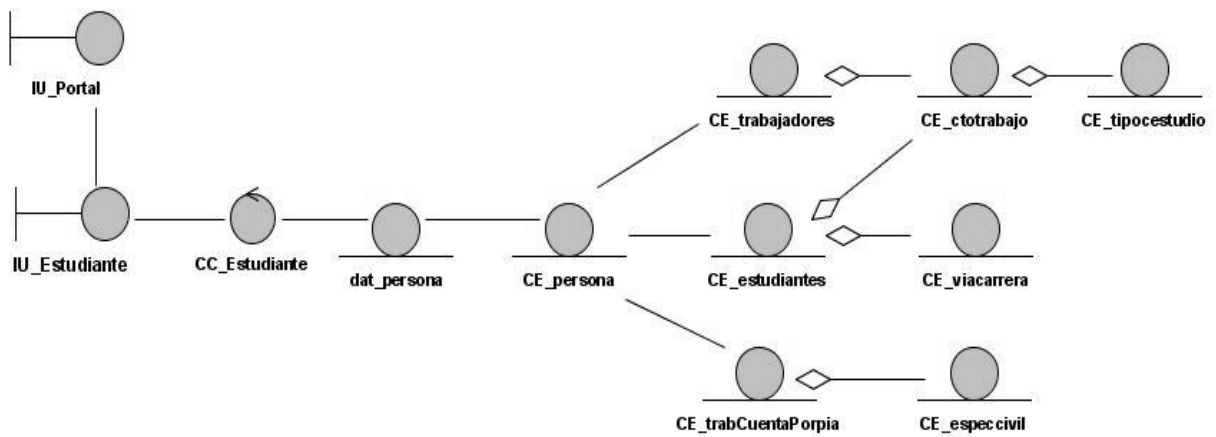 IU_Portal
CE_trabajadores
CE_ctotrabajo
CE_tipocestudio
IU_Estudiante
CC_Estudiante
dat_persona
CE_persona
CE_estudiantes
CE_viacarrera
CE_trabCuentaPorpia
CE_especcivil